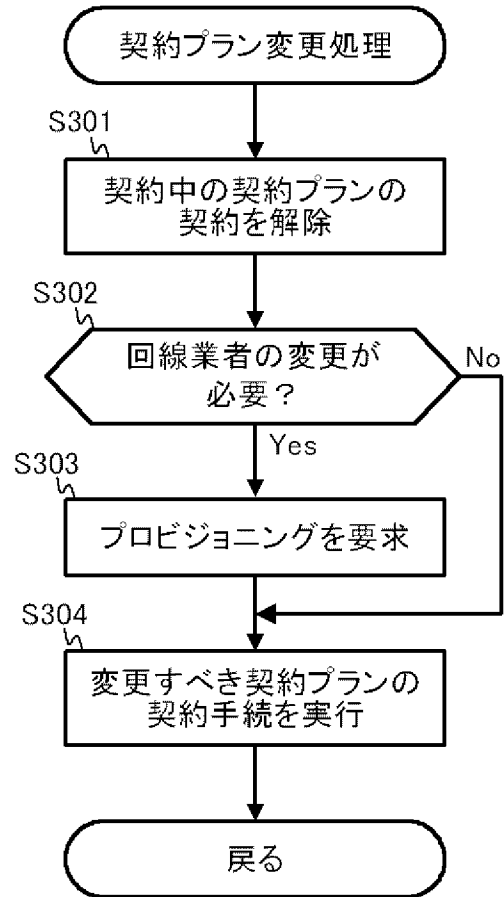 契約プラン変更処理
S301
契約中の契約プランの
契約を解除
S302
回線業者の変更が
必要？
No
Yes
S303
プロビジョニングを要求
S304
変更すべき契約プランの
契約手続を実行
戻る